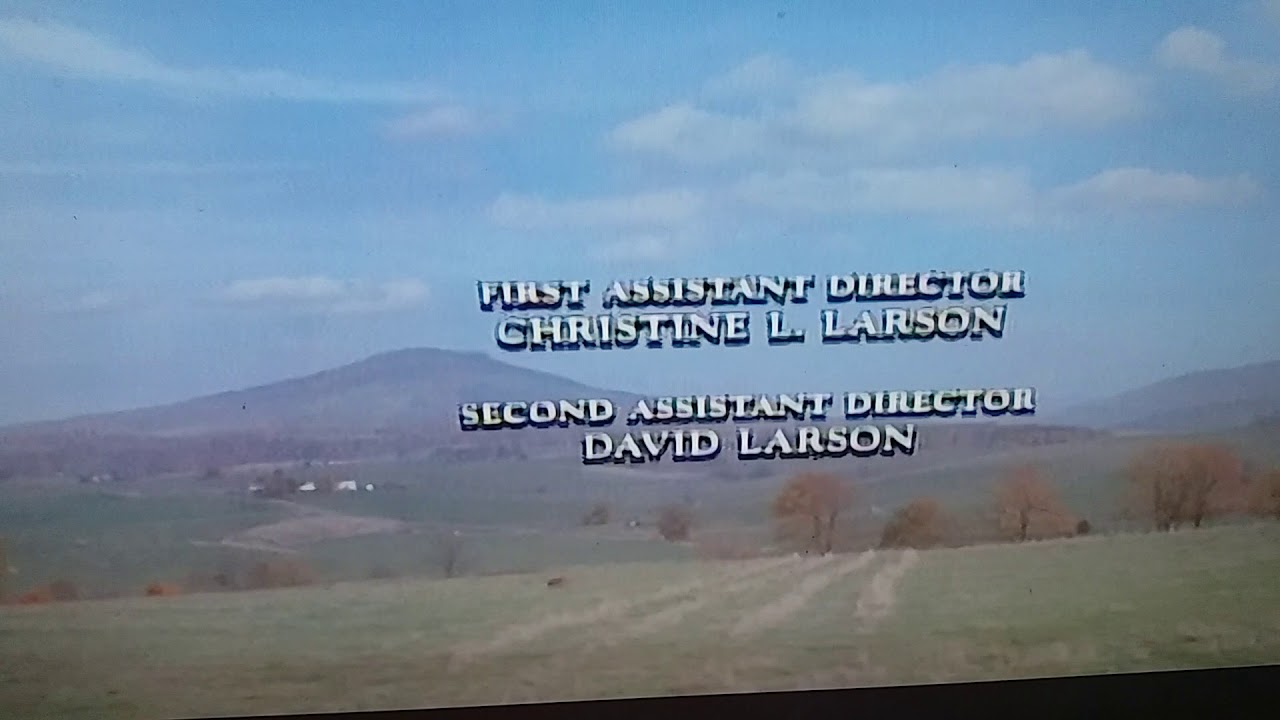 FIRST ASSISTANT DIRECTOR
CHRISTINE L. LARSON
SECOND ASSISTANT DIRECTOR
DAVID LARSON